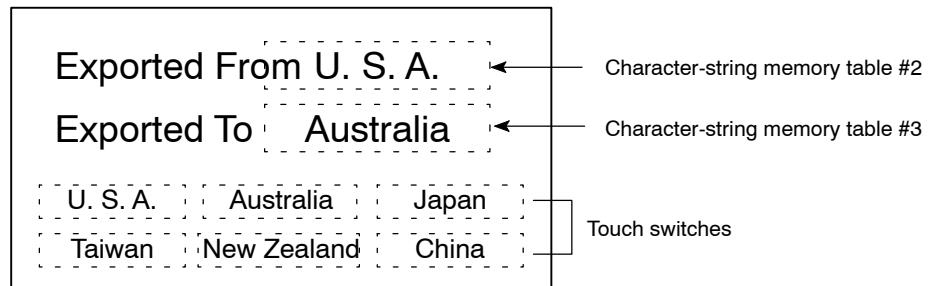 Exported From U. S. A.
Character-string memory table #2
Exported To Australia
Character-string memory table #3
U. S. A. Australia Japan
Touch switches
Taiwan New Zealand China